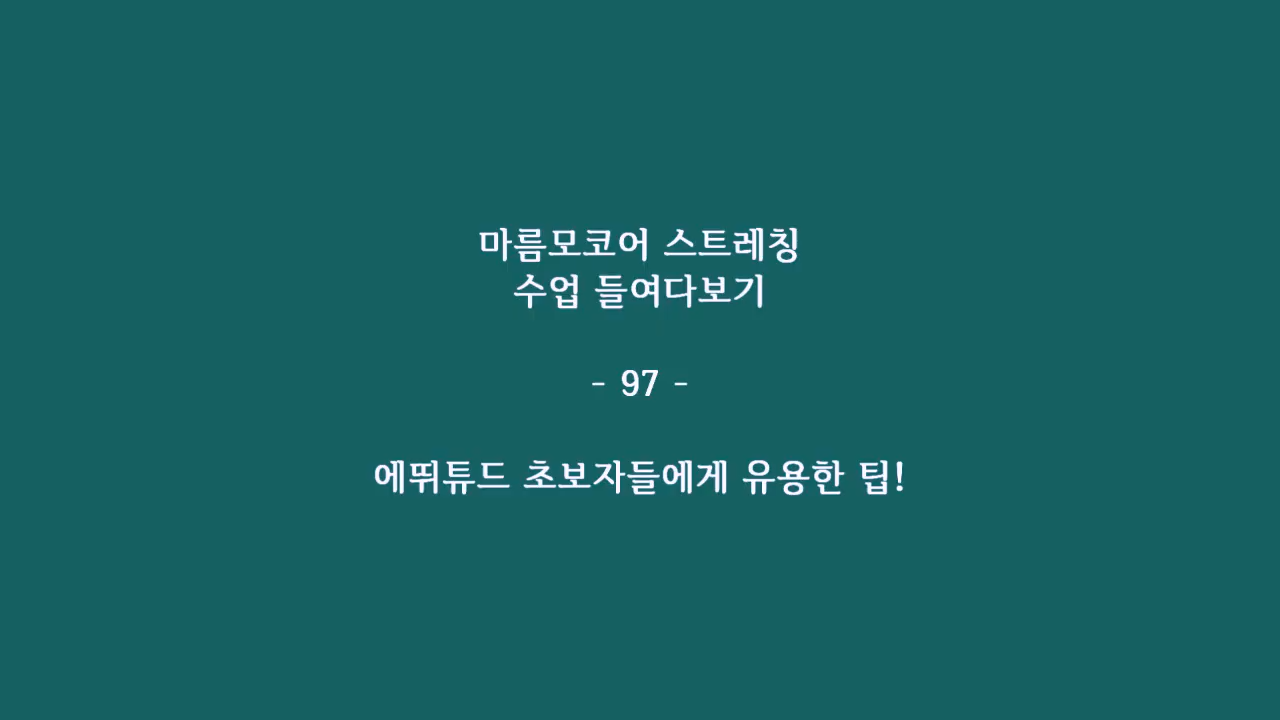 마름모코어 스트레칭
수업 들여다보기
- 97 -
에뛰튜드 초보자들에게 유용한 팁!